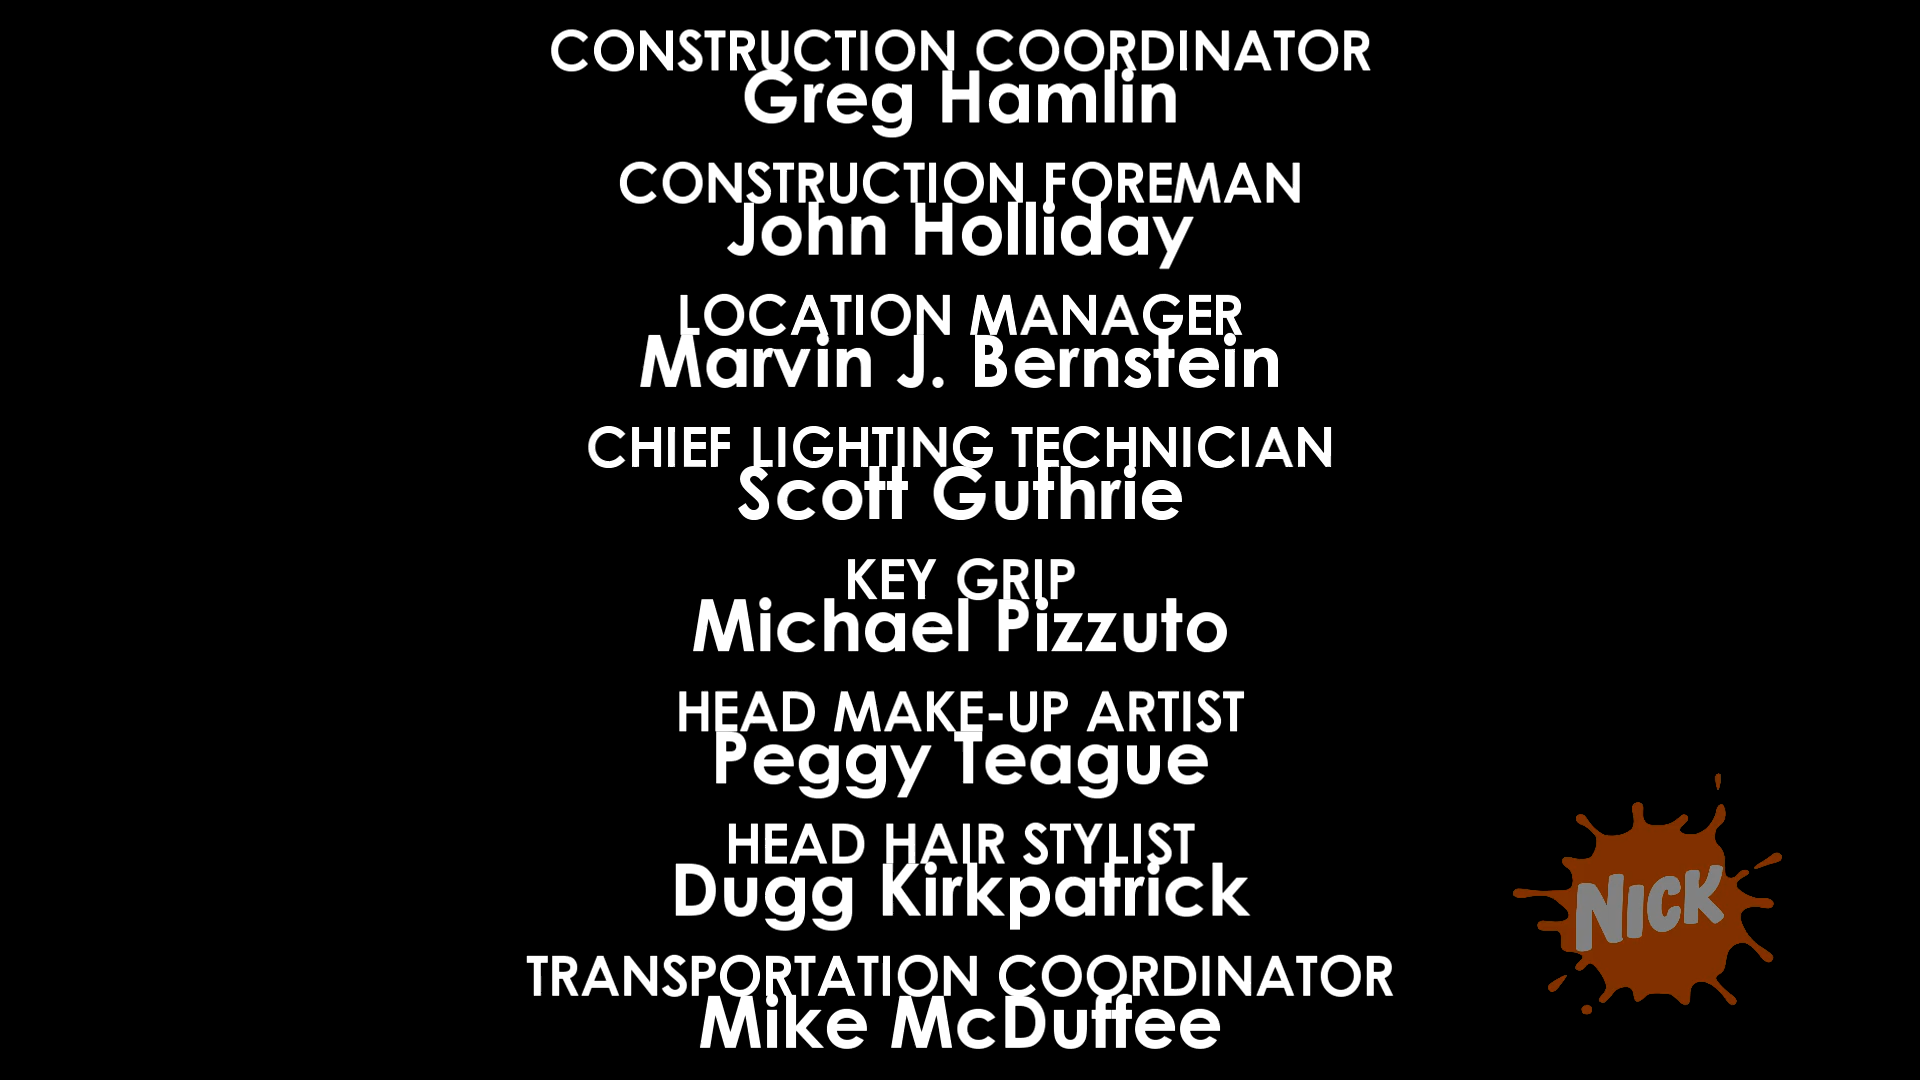 CONSTRUCTION COORDINATOR
Greg Hamlin
CONSTRUCTION FOREMAN
John Holliday
LOCATION MANAGER
Marvin J. Bernstein
CHIEF LIGHTING TECHNICIAN
Scott Guthrie
KEY GRIP
Michael Pizzuto
HEAD MAKE-UP ARTIST
Peggy Teague
HEAD HAIR STYLIST
Dugg Kirkpatrick
TRANSPORTATION COORDINATOR
Mike McDuffee
NICK